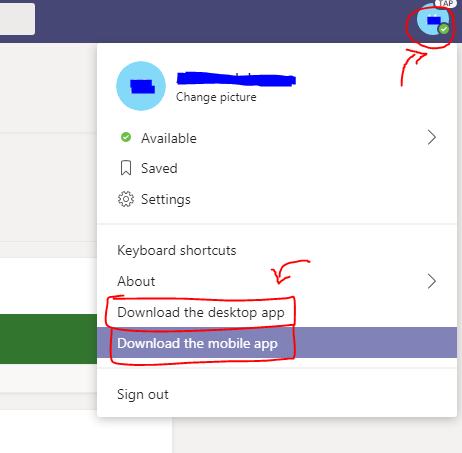 TAP
Change picture
Available
Saved
Settings
Keyboard shortcuts
About
Download the desktop app
Download the mobile app
Sign out